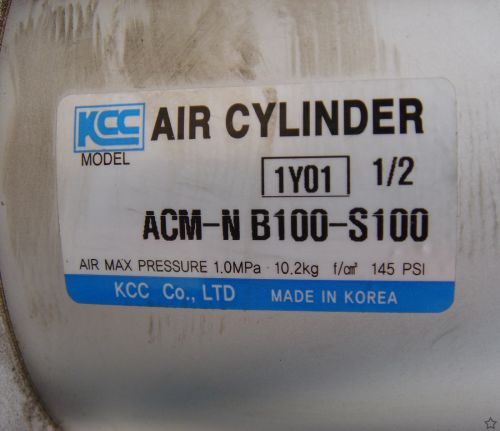 KCC AIR CYLINDER
MODEL
1Y01 1/2
ACM-N B100-S100
AIR MAX PRESSURE 1.0MPa · 10.2kg f/㎠ 145 PSI
KCC Co., LTD MADE IN KOREA